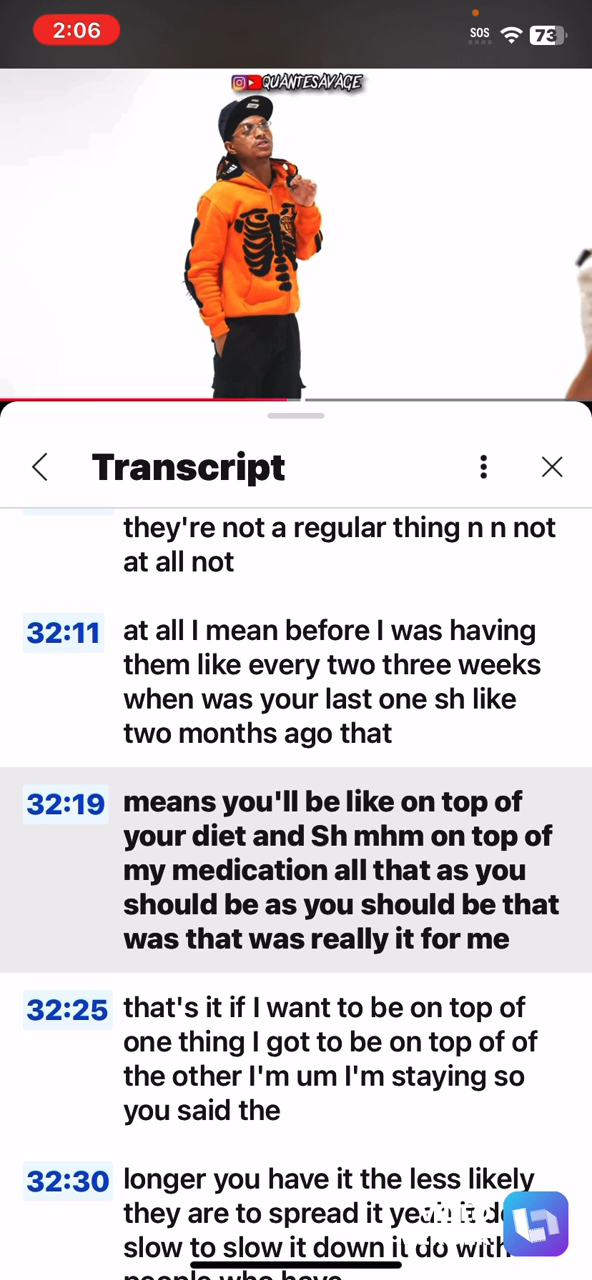 2:06
SOS
73
QUANTESAVAGE
Transcript
they're not a regular thing n n not
at all not
32:11
at all I mean before I was having
them like every two three weeks
when was your last one sh like
two months ago that
32:19
means you'll be like on top of
your diet and Sh mhm on top of
my medication all that as you
should be as you should be that
was that was really it for me
32:25
that's it if I want to be on top of
one thing I got to be on top of of
the other I'm um I'm staying so
you said the
32:30
longer you have it the less likely
they are to spread it
slow to slow it down it do with
people who have